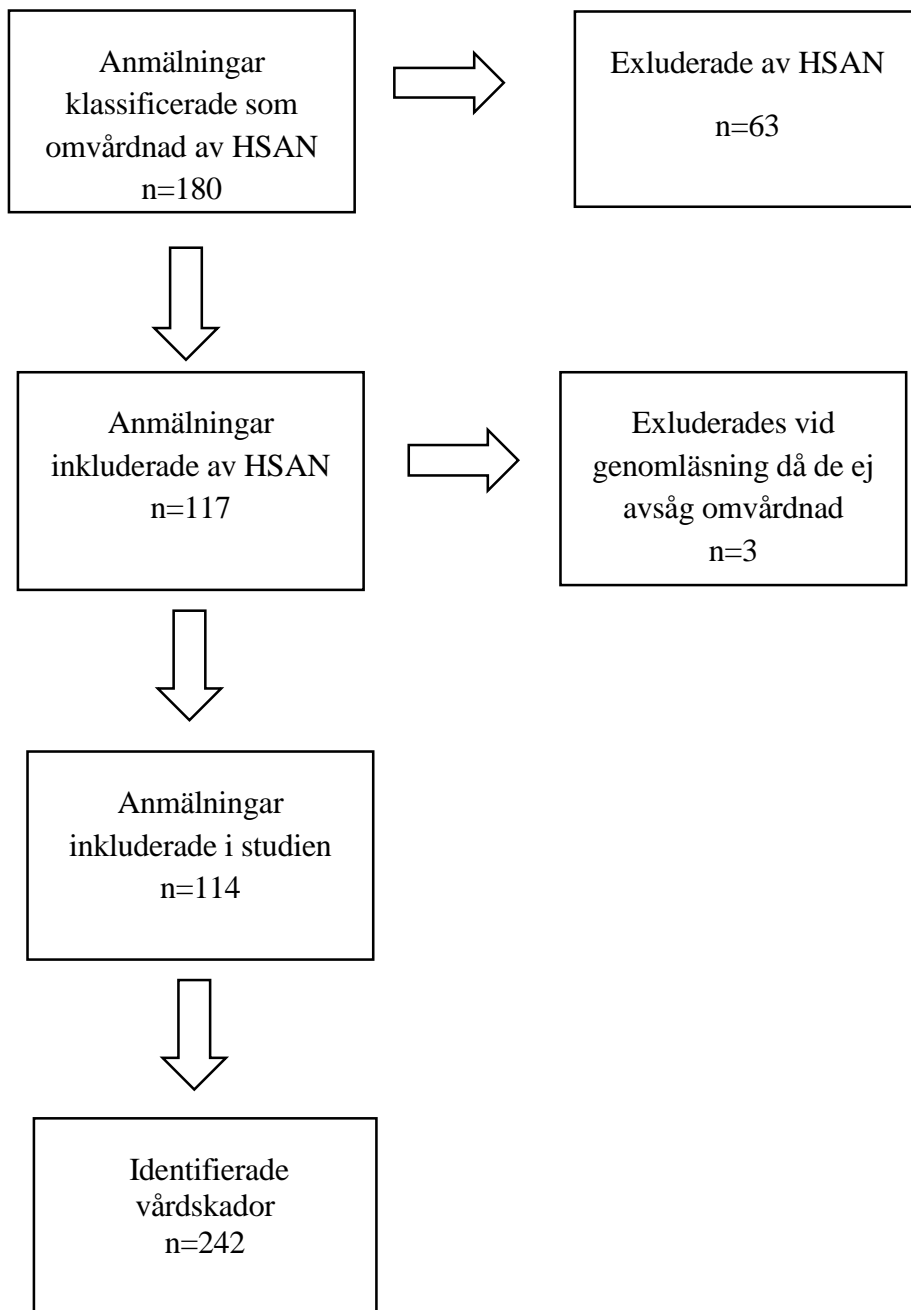 Anmälningar
klassificerade som
omvårdnad av HSAN
n=180
Exluderade av HSAN
n=63
Anmälningar
inkluderade av HSAN
n=117
Exluderades vid
genomläsning då de ej
avsåg omvårdnad
n=3
Anmälningar
inkluderade i studien
n=114
Identifierade
vårdskador
n=242